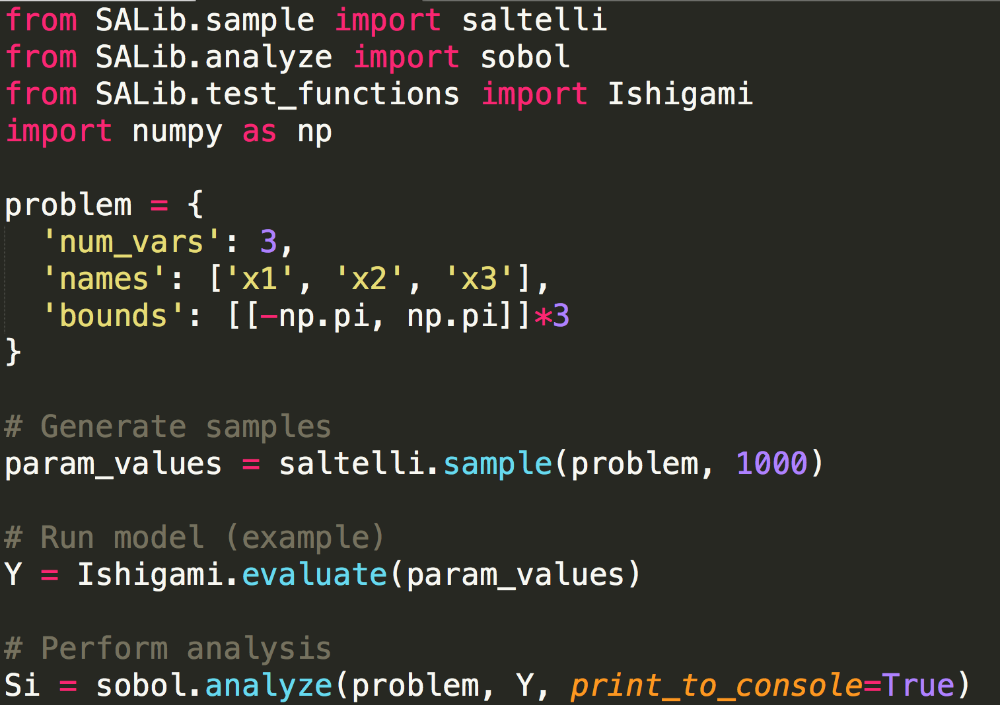 from SALib.sample import saltelli
from SALib.analyze import sobol
from SALib.test_functions import Ishigami
import numpy as np
problem = {
  'num_vars': 3,
  'names': ['x1', 'x2', 'x3'],
  'bounds': [[-np.pi, np.pi]]*3
}
# Generate samples
param_values = saltelli.sample(problem, 1000)
# Run model (example)
Y = Ishigami.evaluate(param_values)
# Perform analysis
Si = sobol.analyze(problem, Y, print_to_console=True)